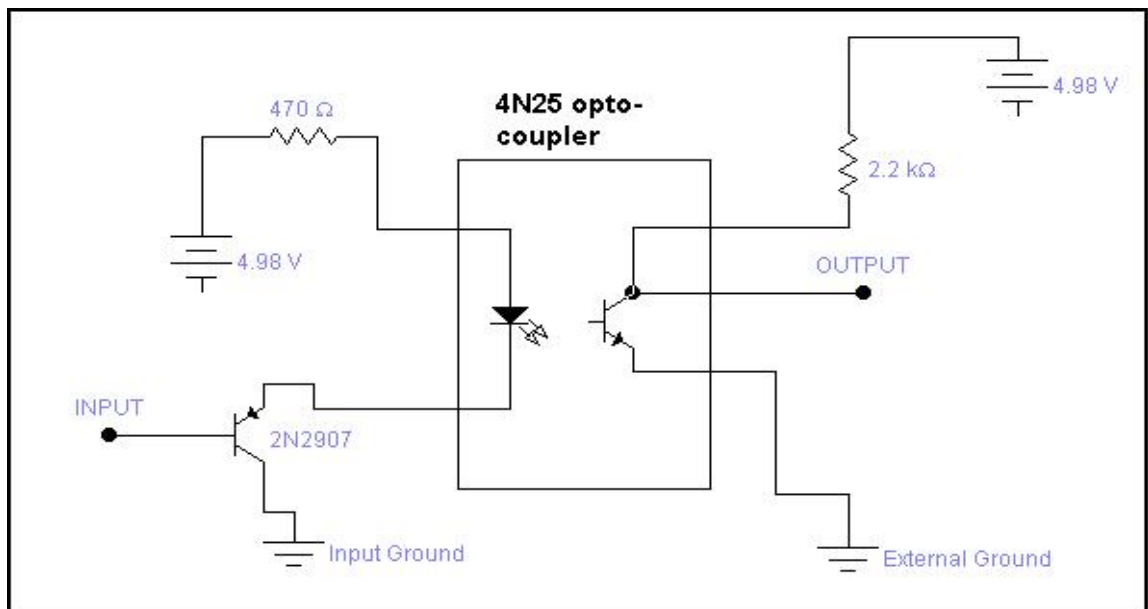 4N25 opto-
coupler
470 Ω
4.98 V
2.2 kΩ
4.98 V
OUTPUT
INPUT
2N2907
Input Ground
External Ground